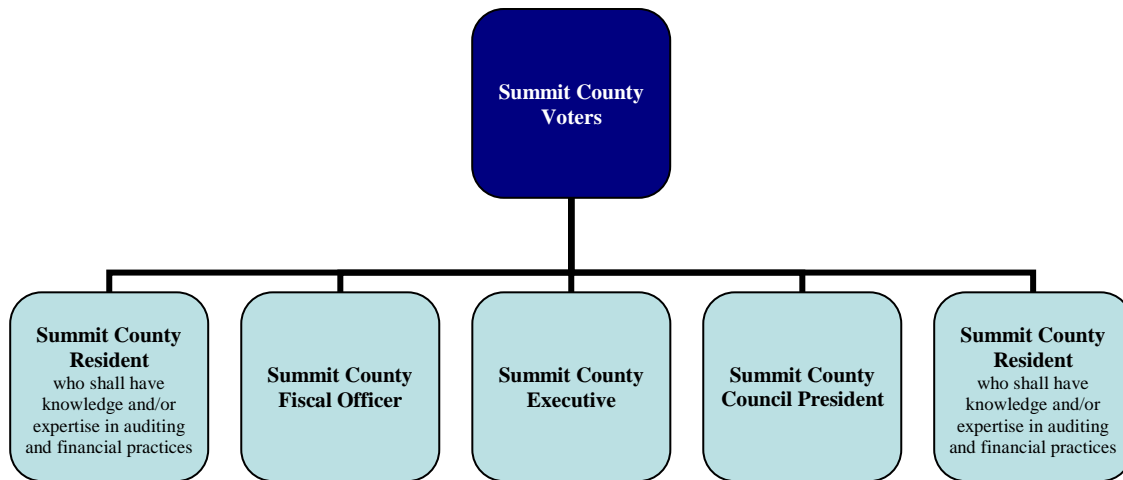 Summit County
Voters
Summit County
Resident
who shall have
knowledge and/or
expertise in auditing
and financial practices
Summit County
Fiscal Officer
Summit County
Executive
Summit County
Council President
Summit County
Resident
who shall have
knowledge and/or
expertise in auditing
and financial practices